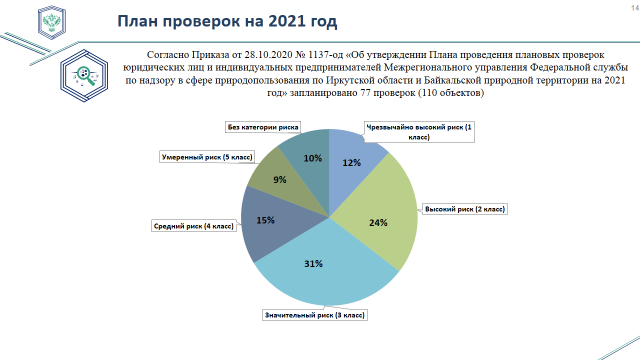 14
План проверок на 2021 год
Согласно Приказа от 28.10.2020 № 1137-од «Об утверждении Плана проведения плановых проверок
юридических лиц и индивидуальных предпринимателей Межрегионального управления Федеральной службы
по надзору в сфере природопользования по Иркутской области и Байкальской природной территории на 2021
год» запланировано 77 проверок (110 объектов)
Без категории риска
Чрезвычайно высокий риск (1
класс)
10%
12%
Умеренный риск (5 класс)
9%
Высокий риск (2 класс)
Средний риск (4 класс)
15%
24%
31%
Значительный риск (3 класс)